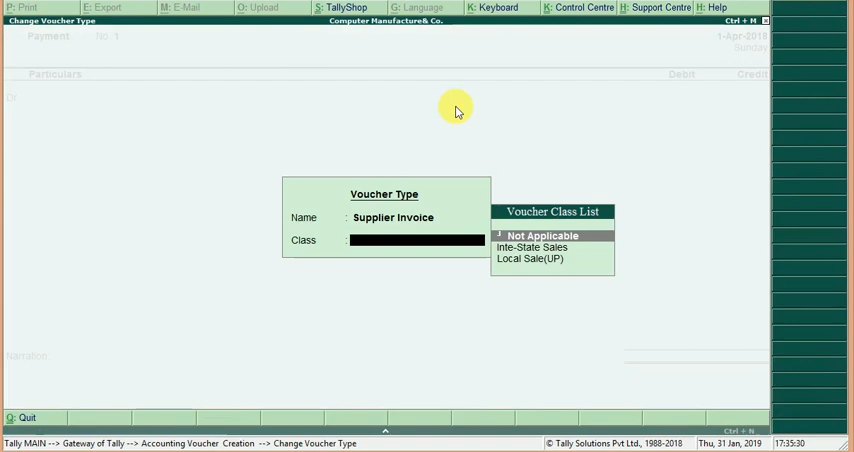 P: Print E: Export M: E-Mail O: Upload S: TallyShop G: Language K: Keyboard K: Control Centre H: Support Centre H: Help
Change Voucher Type Computer Manufacture& Co. Ctrl + M
Payment No. 1 1-Apr-2018
Sunday
Particulars Debit Credit
Dr
Voucher Type
Name : Supplier Invoice
Class :
Voucher Class List
Not Applicable
Inte-State Sales
Local Sale(UP)
Narration:
Q: Quit
Ctrl + N
Tally MAIN --> Gateway of Tally --> Accounting Voucher Creation --> Change Voucher Type © Tally Solutions Pvt Ltd., 1988-2018 Thu, 31 Jan, 2019 17:35:30